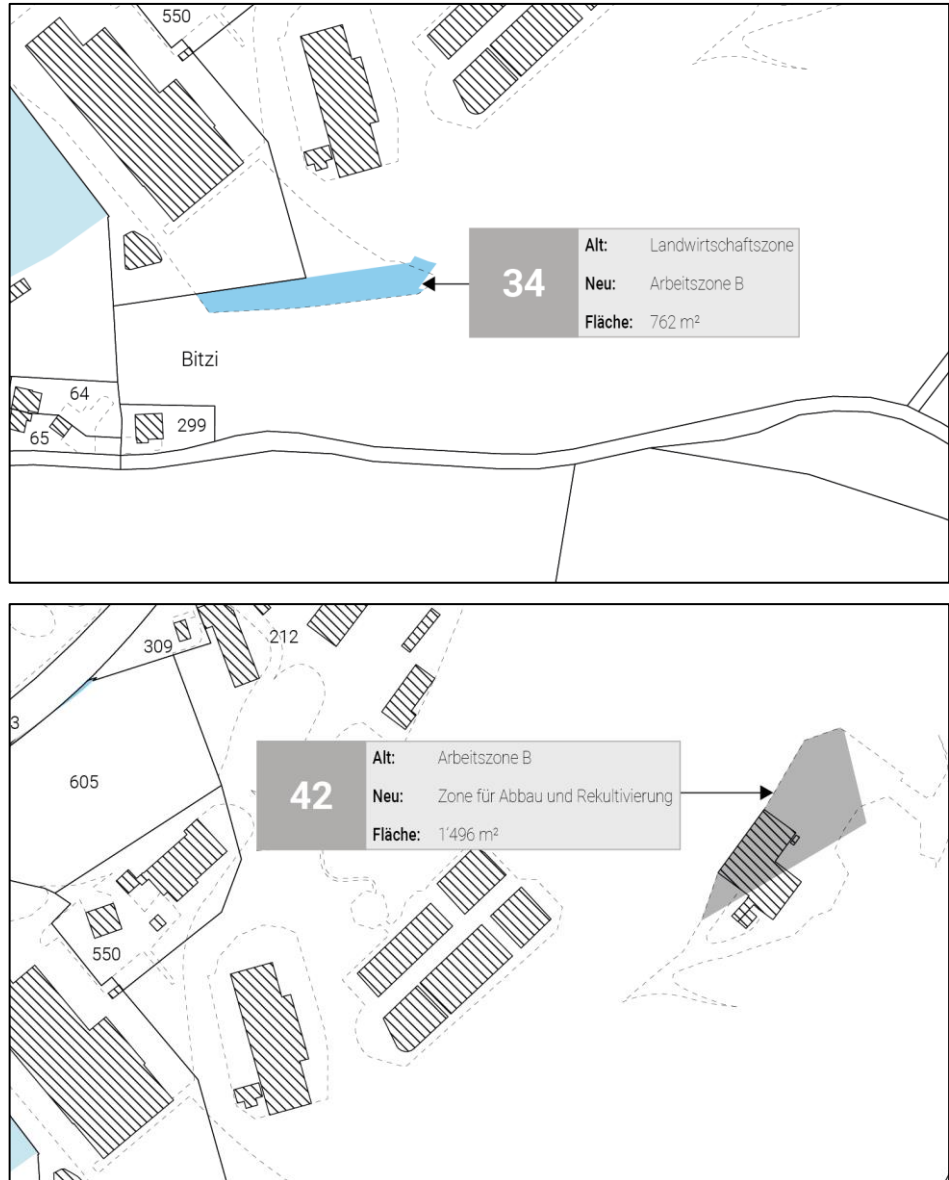 550
34
Alt: Landwirtschaftszone
Neu: Arbeitszone B
Fläche: 762 m²
Bitzi
64
65
299
309
212
3
605
42
Alt: Arbeitszone B
Neu: Zone für Abbau und Rekultivierung
Fläche: 1'496 m²
550